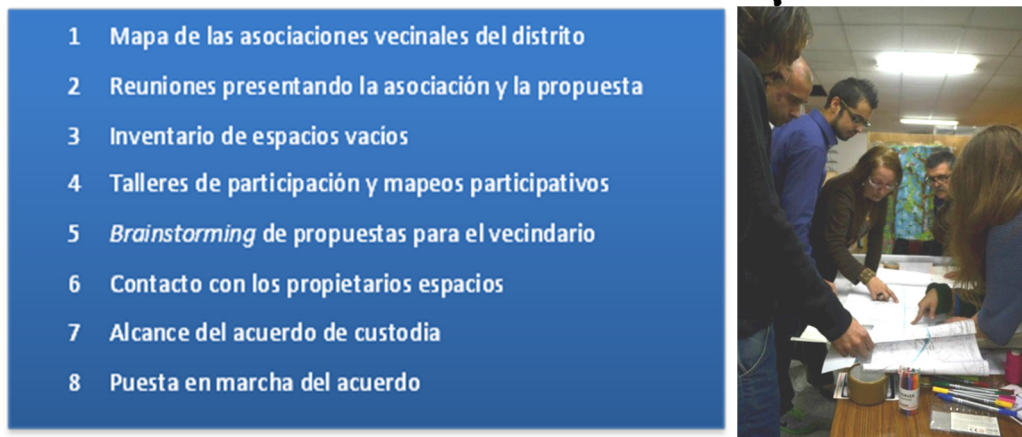 1 Mapa de las asociaciones vecinales del distrito
2 Reuniones presentando la asociación y la propuesta
3 Inventario de espacios vacíos
4 Talleres de participación y mapeos participativos
5 Brainstorming de propuestas para el vecindario
6 Contacto con los propietarios espacios
7 Alcance del acuerdo de custodia
8 Puesta en marcha del acuerdo